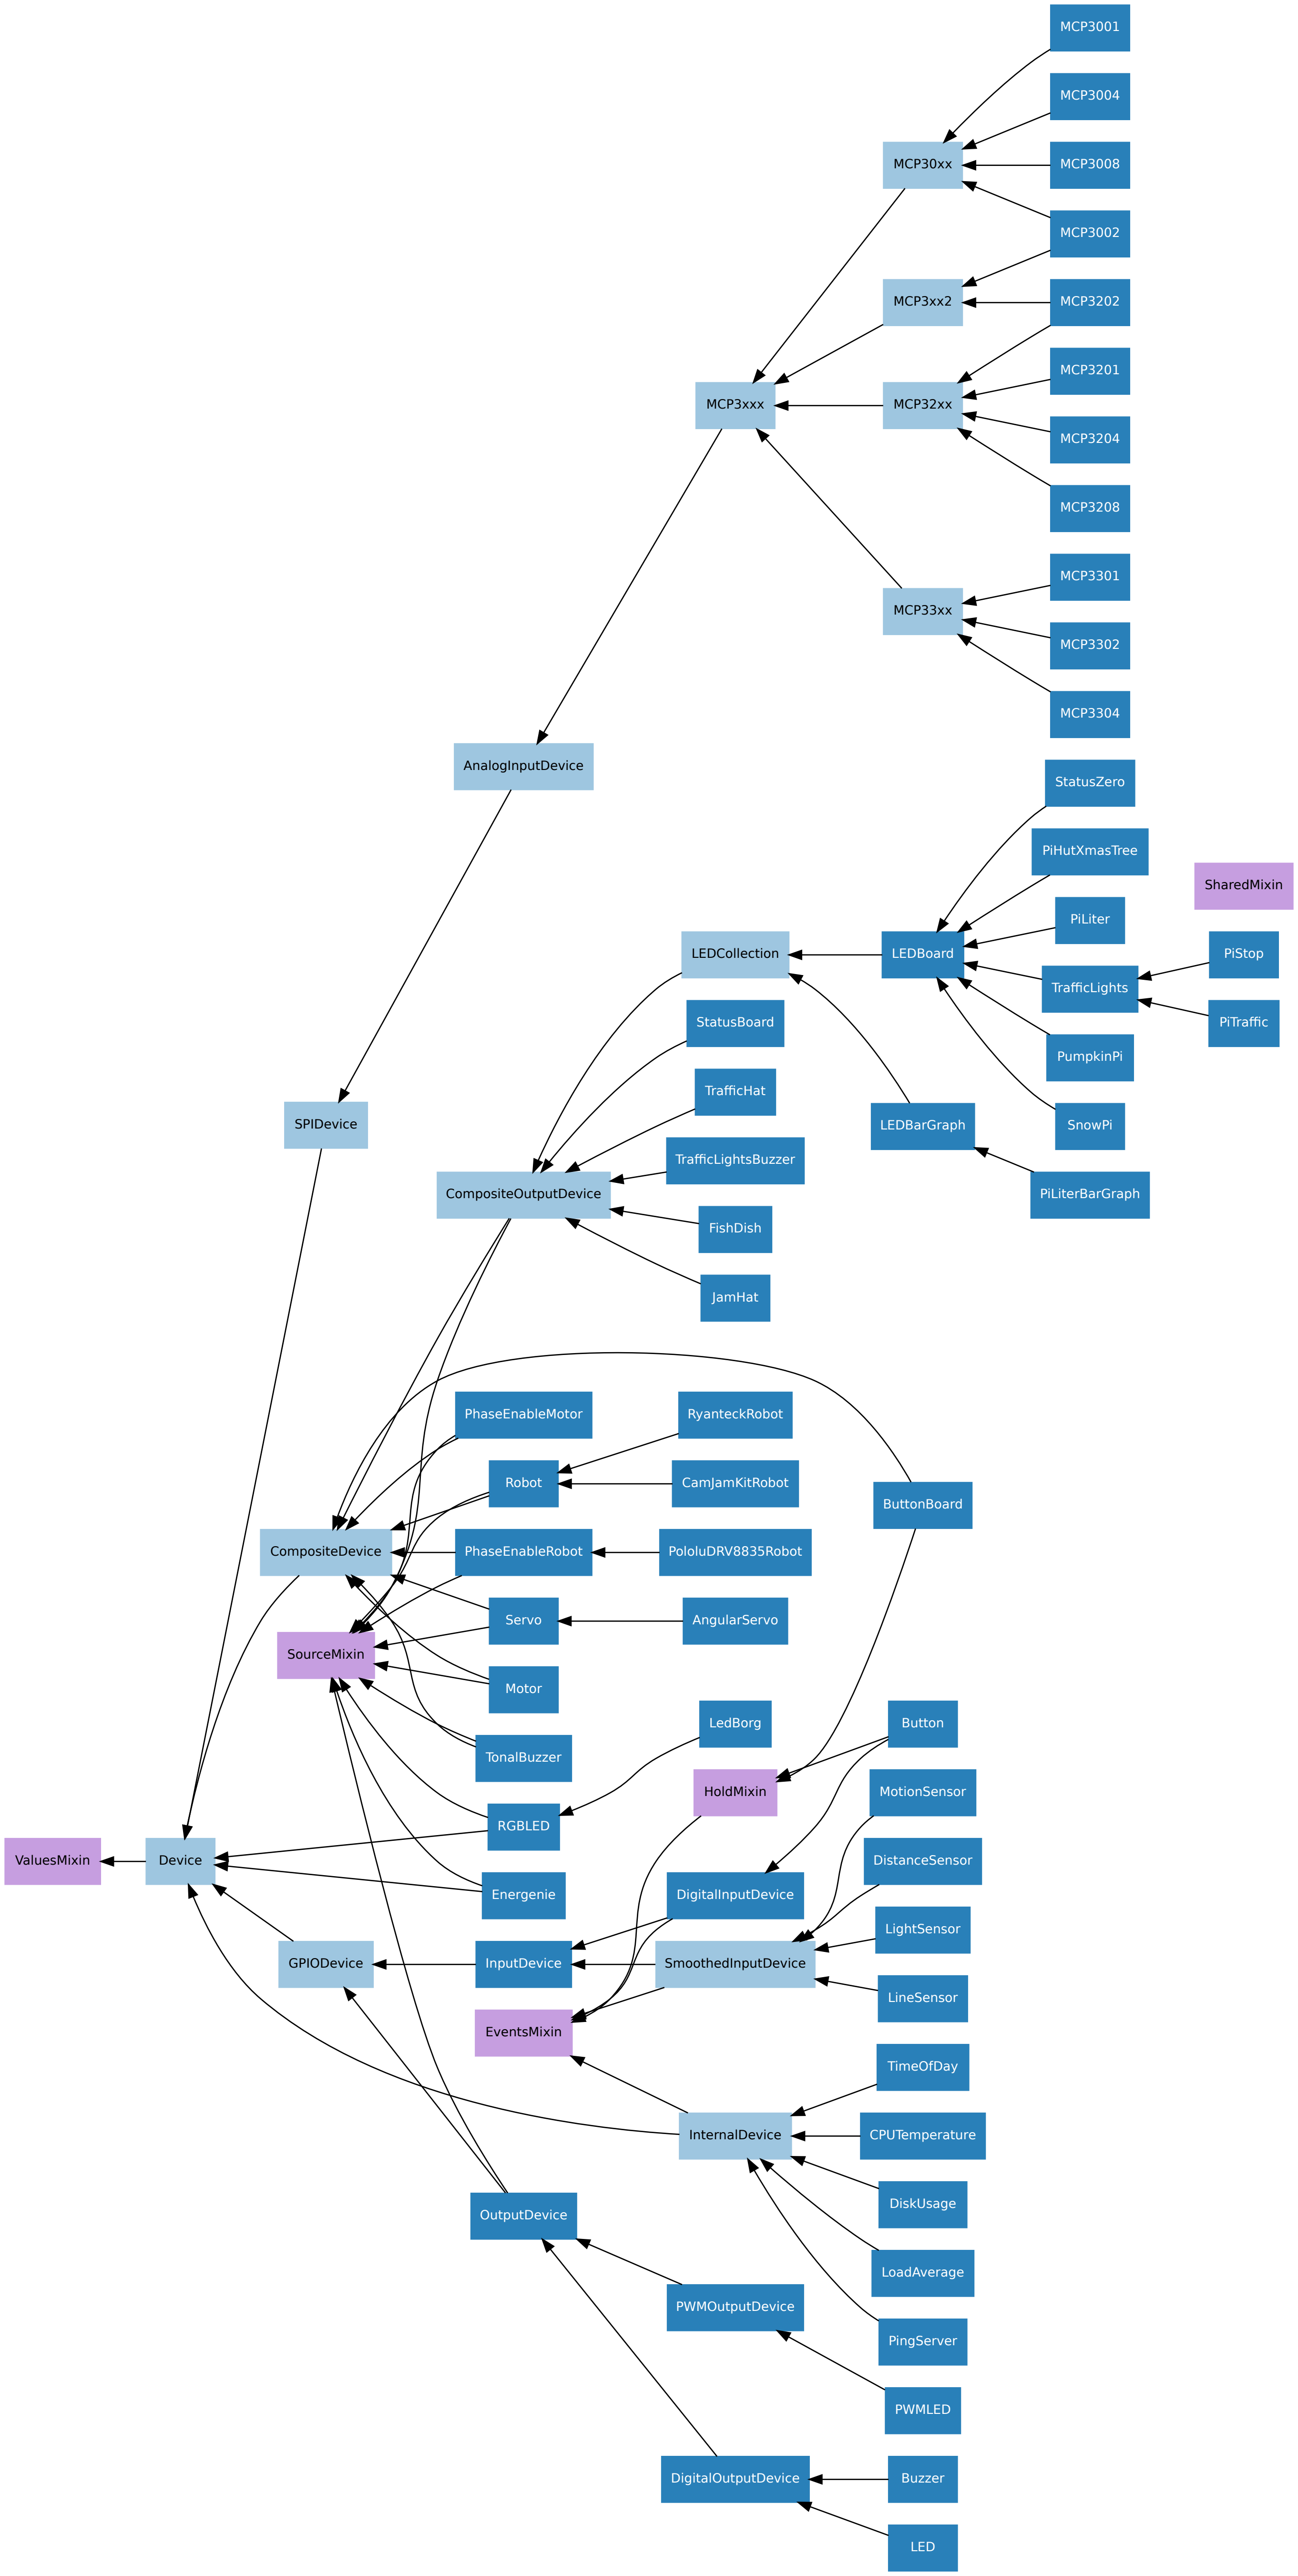 MCP3001
MCP3004
MCP30xx
MCP3008
MCP3002
MCP3xx2
MCP3202
MCP3201
MCP3xxx
MCP32xx
MCP3204
MCP3208
MCP3301
MCP33xx
MCP3302
MCP3304
AnalogInputDevice
StatusZero
PiHutXmasTree
SharedMixin
PiLiter
LEDCollection
LEDBoard
PiStop
TrafficLights
StatusBoard
PiTraffic
PumpkinPi
TrafficHat
SPIDevice
LEDBarGraph
SnowPi
TrafficLightsBuzzer
CompositeOutputDevice
PiLiterBarGraph
FishDish
JamHat
PhaseEnableMotor
RyanteckRobot
Robot
CamJamKitRobot
ButtonBoard
CompositeDevice
PhaseEnableRobot
PololuDRV8835Robot
Servo
AngularServo
SourceMixin
Motor
LedBorg
Button
TonalBuzzer
HoldMixin
MotionSensor
RGBLED
ValuesMixin
Device
DistanceSensor
Energenie
DigitalInputDevice
LightSensor
GPIODevice
InputDevice
SmoothedInputDevice
LineSensor
EventsMixin
TimeOfDay
InternalDevice
CPUTemperature
DiskUsage
OutputDevice
LoadAverage
PWMOutputDevice
PingServer
PWMLED
DigitalOutputDevice
Buzzer
LED